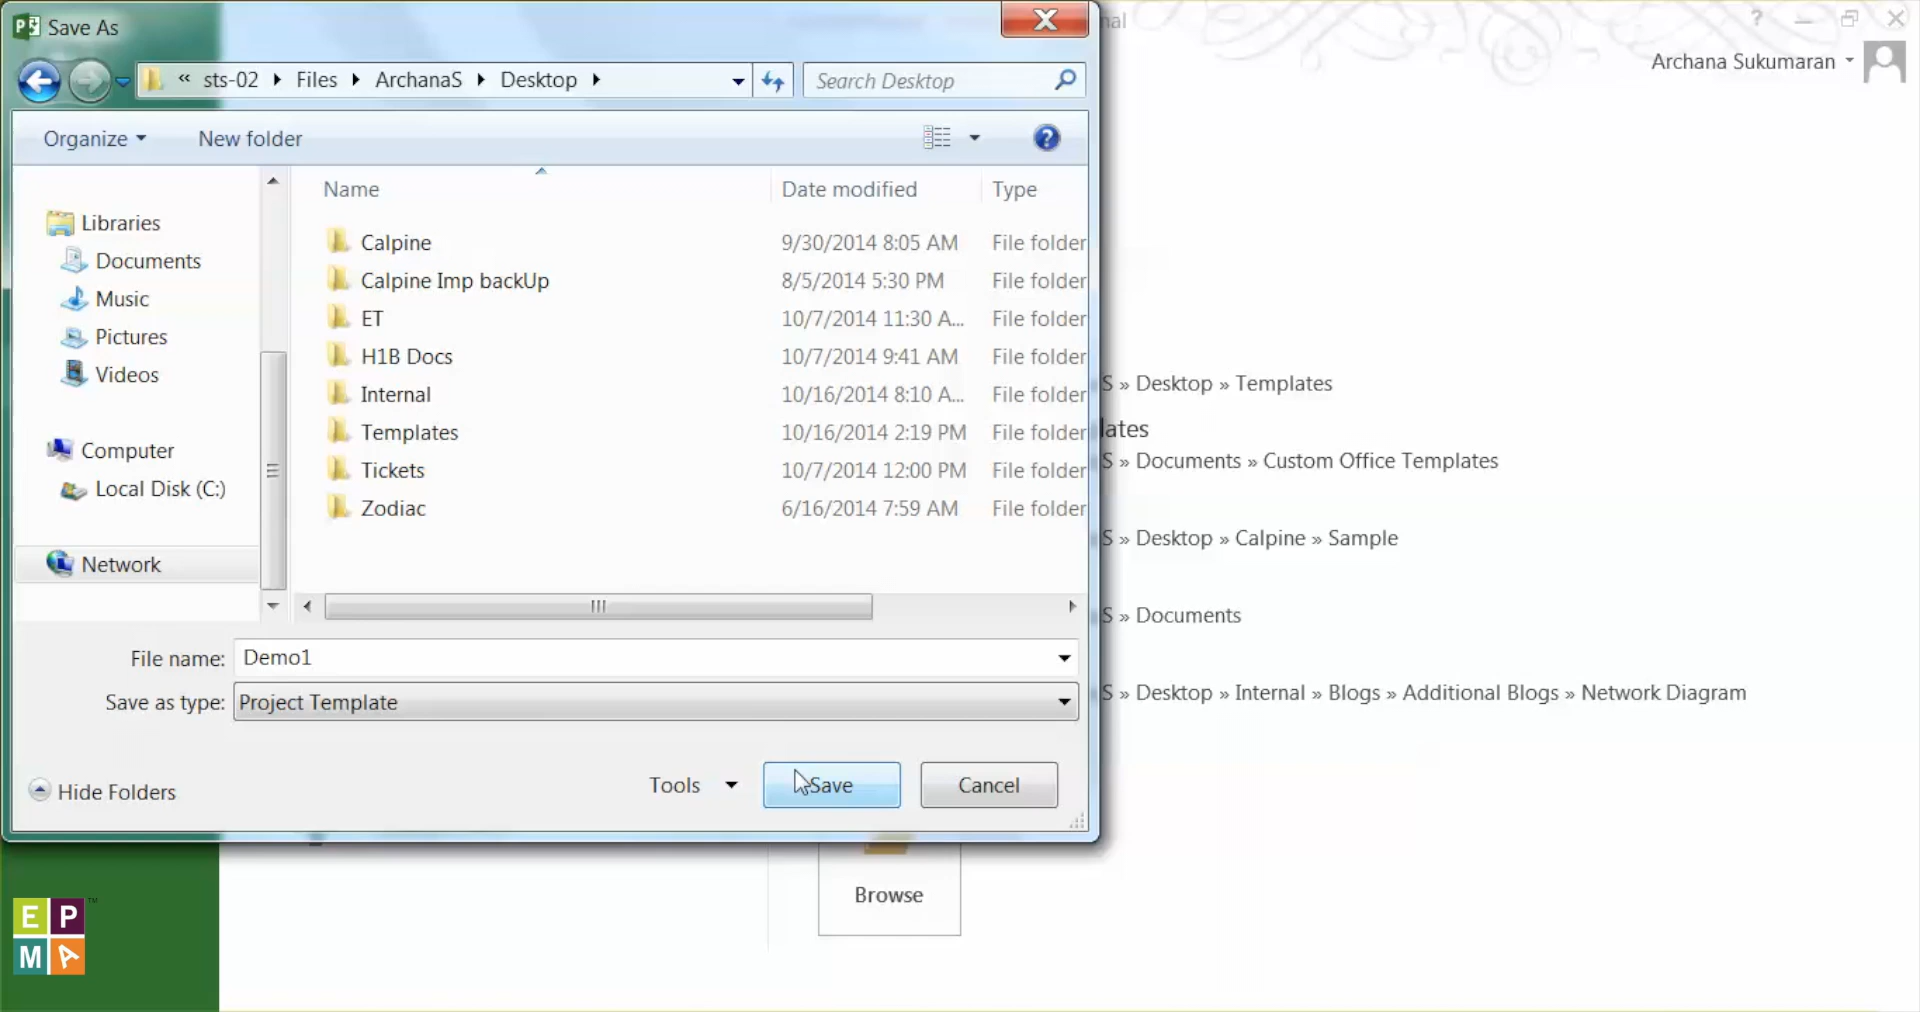 Save As
nal
Archana Sukumaran
« sts-02 Files ArchanaS Desktop
Search Desktop
Organize New folder
Name Date modified Type
Libraries
Documents
Music
Pictures
Videos
Computer
Local Disk (C:)
Network
Calpine 9/30/2014 8:05 AM File folder
Calpine Imp backUp 8/5/2014 5:30 PM File folder
ET 10/7/2014 11:30 A... File folder
H1B Docs 10/7/2014 9:41 AM File folder
Internal 10/16/2014 8:10 A... File folder
Templates 10/16/2014 2:19 PM File folder
Tickets 10/7/2014 12:00 PM File folder
Zodiac 6/16/2014 7:59 AM File folder
S » Desktop » Templates
lates
S » Documents » Custom Office Templates
S » Desktop » Calpine » Sample
S » Documents
S » Desktop » Internal » Blogs » Additional Blogs » Network Diagram
File name: Demo1
Save as type: Project Template
Hide Folders
Tools Save Cancel
Browse
EP ™
MA